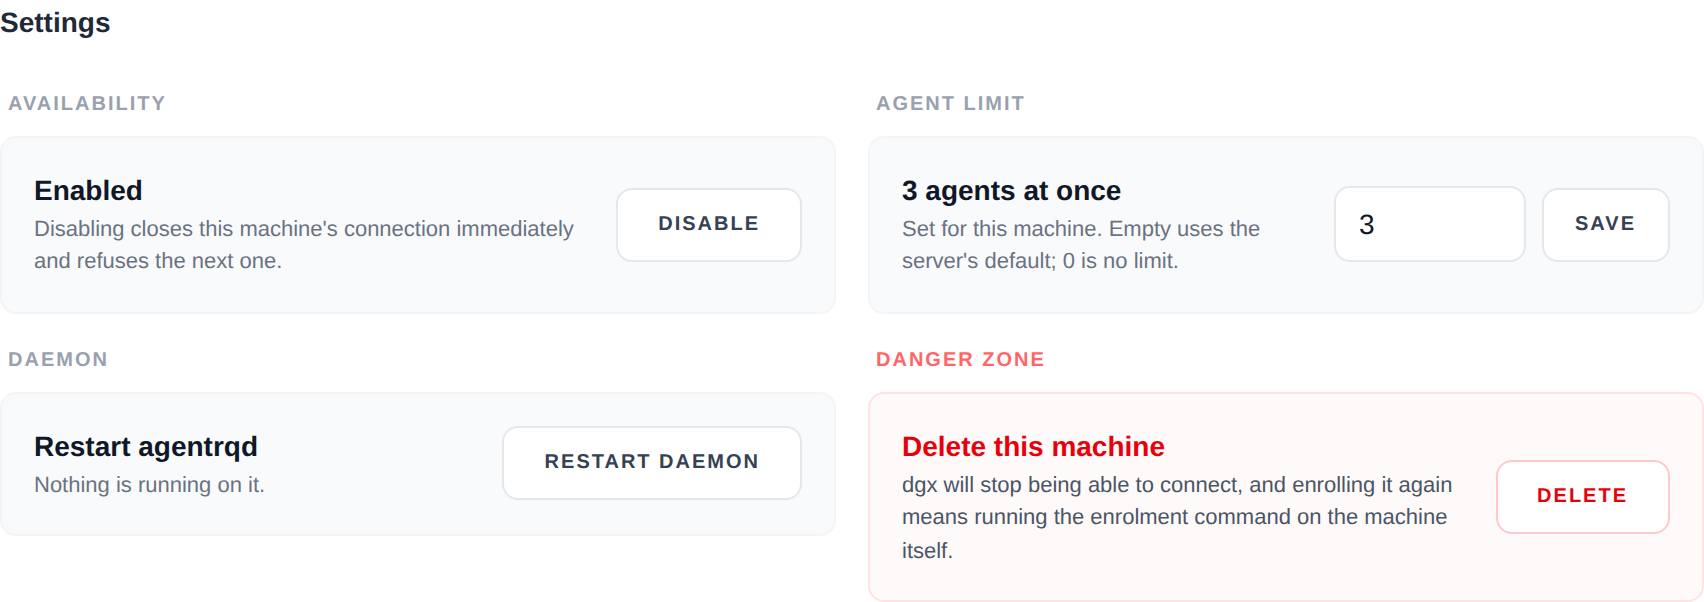 Settings
AVAILABILITY
Enabled
Disabling closes this machine's connection immediately
and refuses the next one.
DISABLE
AGENT LIMIT
3 agents at once
Set for this machine. Empty uses the
server's default; 0 is no limit.
3
SAVE
DAEMON
Restart agentrqd
Nothing is running on it.
RESTART DAEMON
DANGER ZONE
Delete this machine
dgx will stop being able to connect, and enrolling it again
means running the enrolment command on the machine
itself.
DELETE